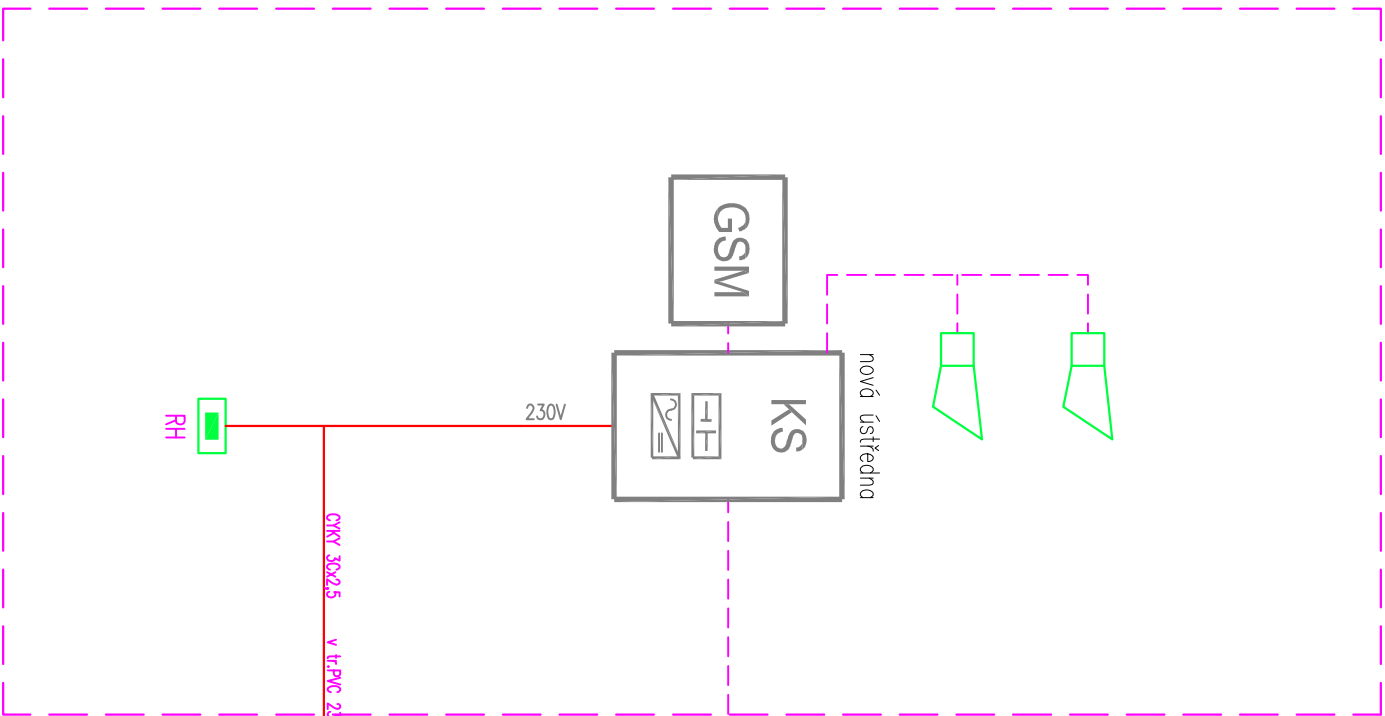 GSM
KS
nová ústředna
230V
RH
CYKY 3Cx2,5 v tr.PVC